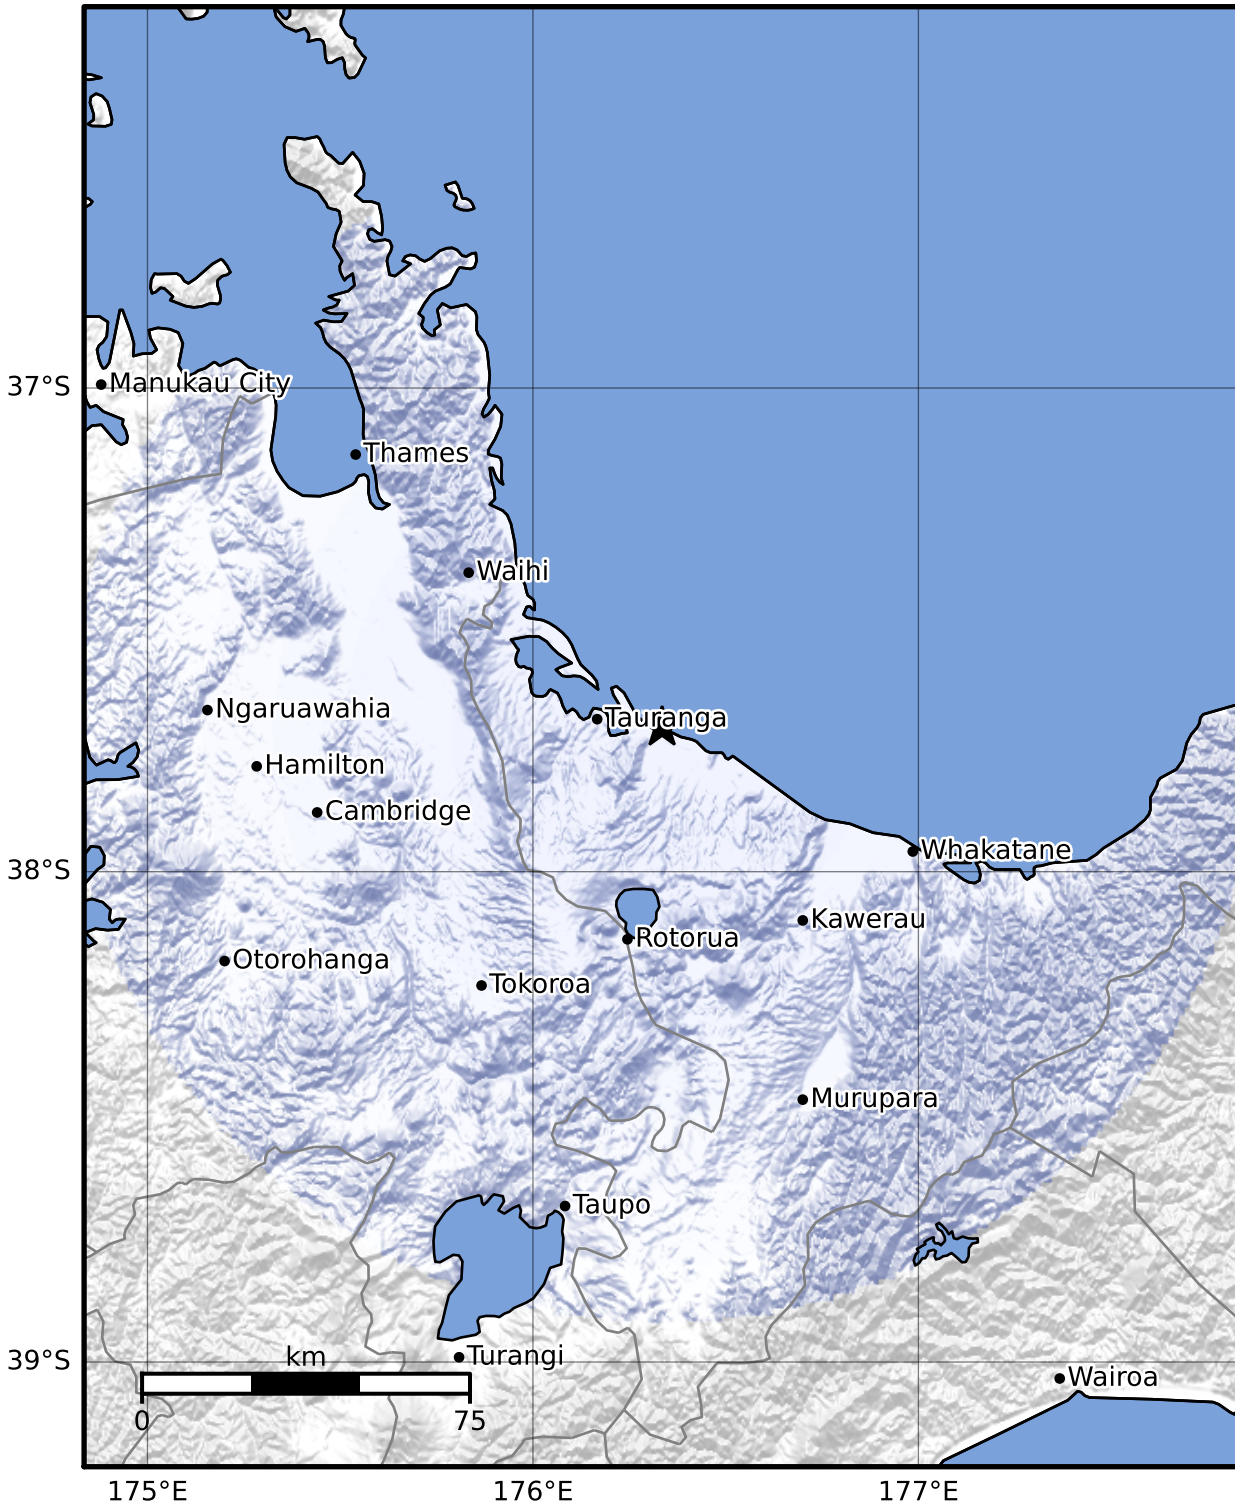 37°S
Manukau City
Thames
Waihi
Ngaruawahia
Tauranga
Hamilton
Cambridge
Whakatane
38°S
Kawerau
Rotorua
Otorohanga
Tokoroa
Murupara
Taupo
39°S
km
Turangi
Wairoa
0
75
175°E
176°E
177°E